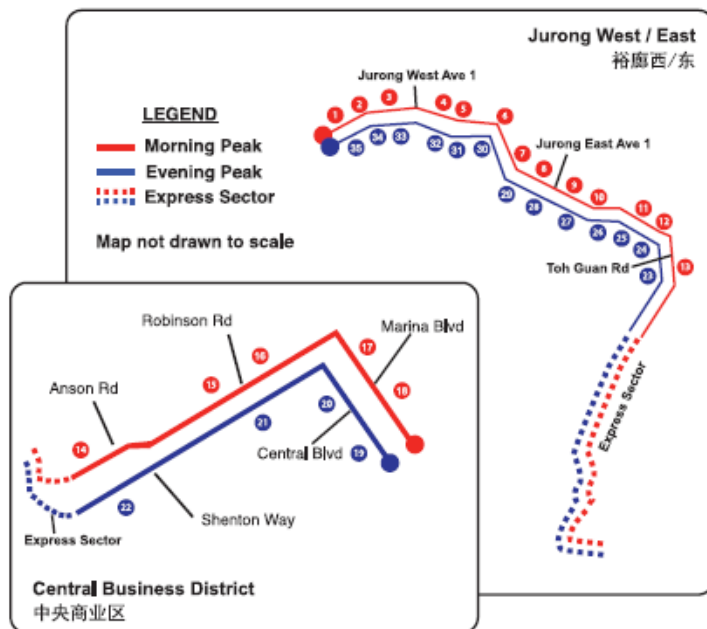 Jurong West / East
裕廊西/东
Jurong West Ave 1
1
2
3
4
5
6
LEGEND
Morning Peak
Evening Peak
Express Sector
Map not drawn to scale
35
34
33
32
31
30
7
8
Jurong East Ave 1
9
10
11
12
29
28
27
26
25
24
23
Toh Guan Rd
13
Express Sector
Robinson Rd
Marina Blvd
Anson Rd
14
15
16
17
18
19
20
21
22
Central Blvd
Shenton Way
Express Sector
Central Business District
中央商业区